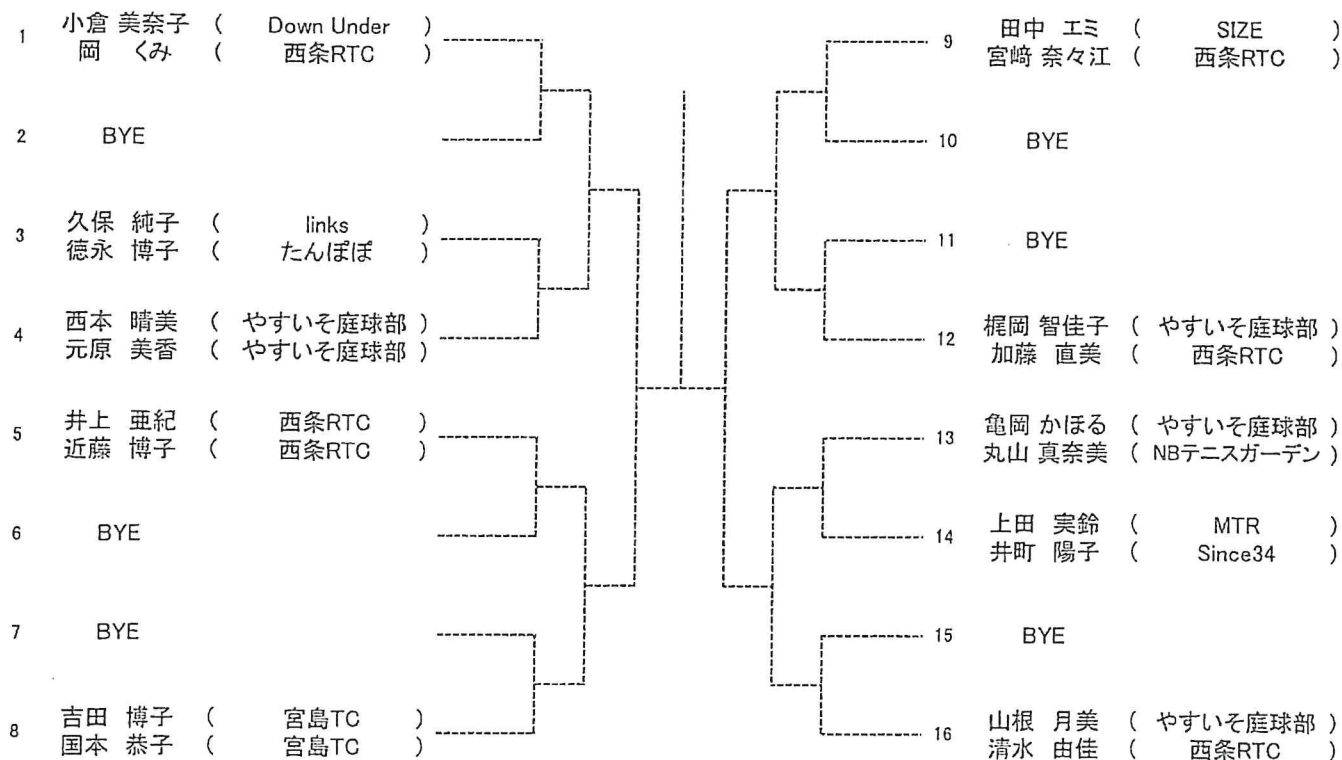 1 小倉 美奈子 ( Down Under )
岡 くみ ( 西条RTC )
2 BYE
3 久保 純子 ( links )
徳永 博子 ( たんぽぽ )
4 西本 晴美 ( やすいそ庭球部 )
元原 美香 ( やすいそ庭球部 )
5 井上 亜紀 ( 西条RTC )
近藤 博子 ( 西条RTC )
6 BYE
7 BYE
8 吉田 博子 ( 宮島TC )
国本 恭子 ( 宮島TC )
9 田中 エミ ( SIZE )
宮﨑 奈々江 ( 西条RTC )
10 BYE
11 BYE
12 梶岡 智佳子 ( やすいそ庭球部 )
加藤 直美 ( 西条RTC )
13 亀岡 かほる ( やすいそ庭球部 )
丸山 真奈美 ( NBテニスガーデン )
14 上田 実鈴 ( MTR )
井町 陽子 ( Since34 )
15 BYE
16 山根 月美 ( やすいそ庭球部 )
清水 由佳 ( 西条RTC )